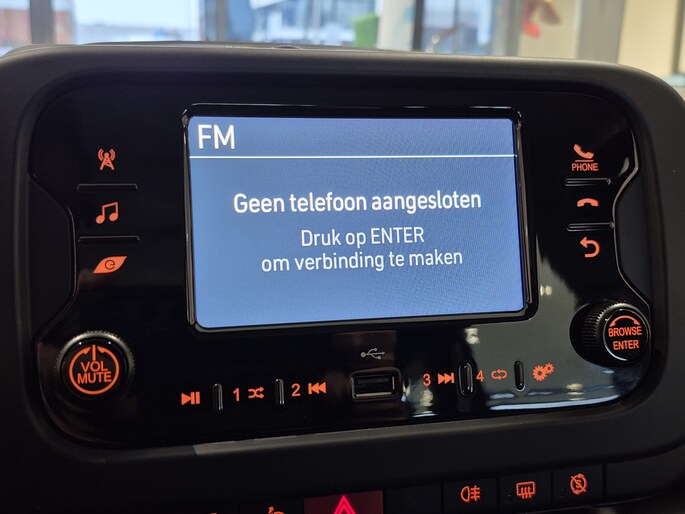 FM
Geen telefoon aangesloten
Druk op ENTER
om verbinding te maken
PHONE
e
VOL
MUTE
BROWSE
ENTER
1
2
3
4